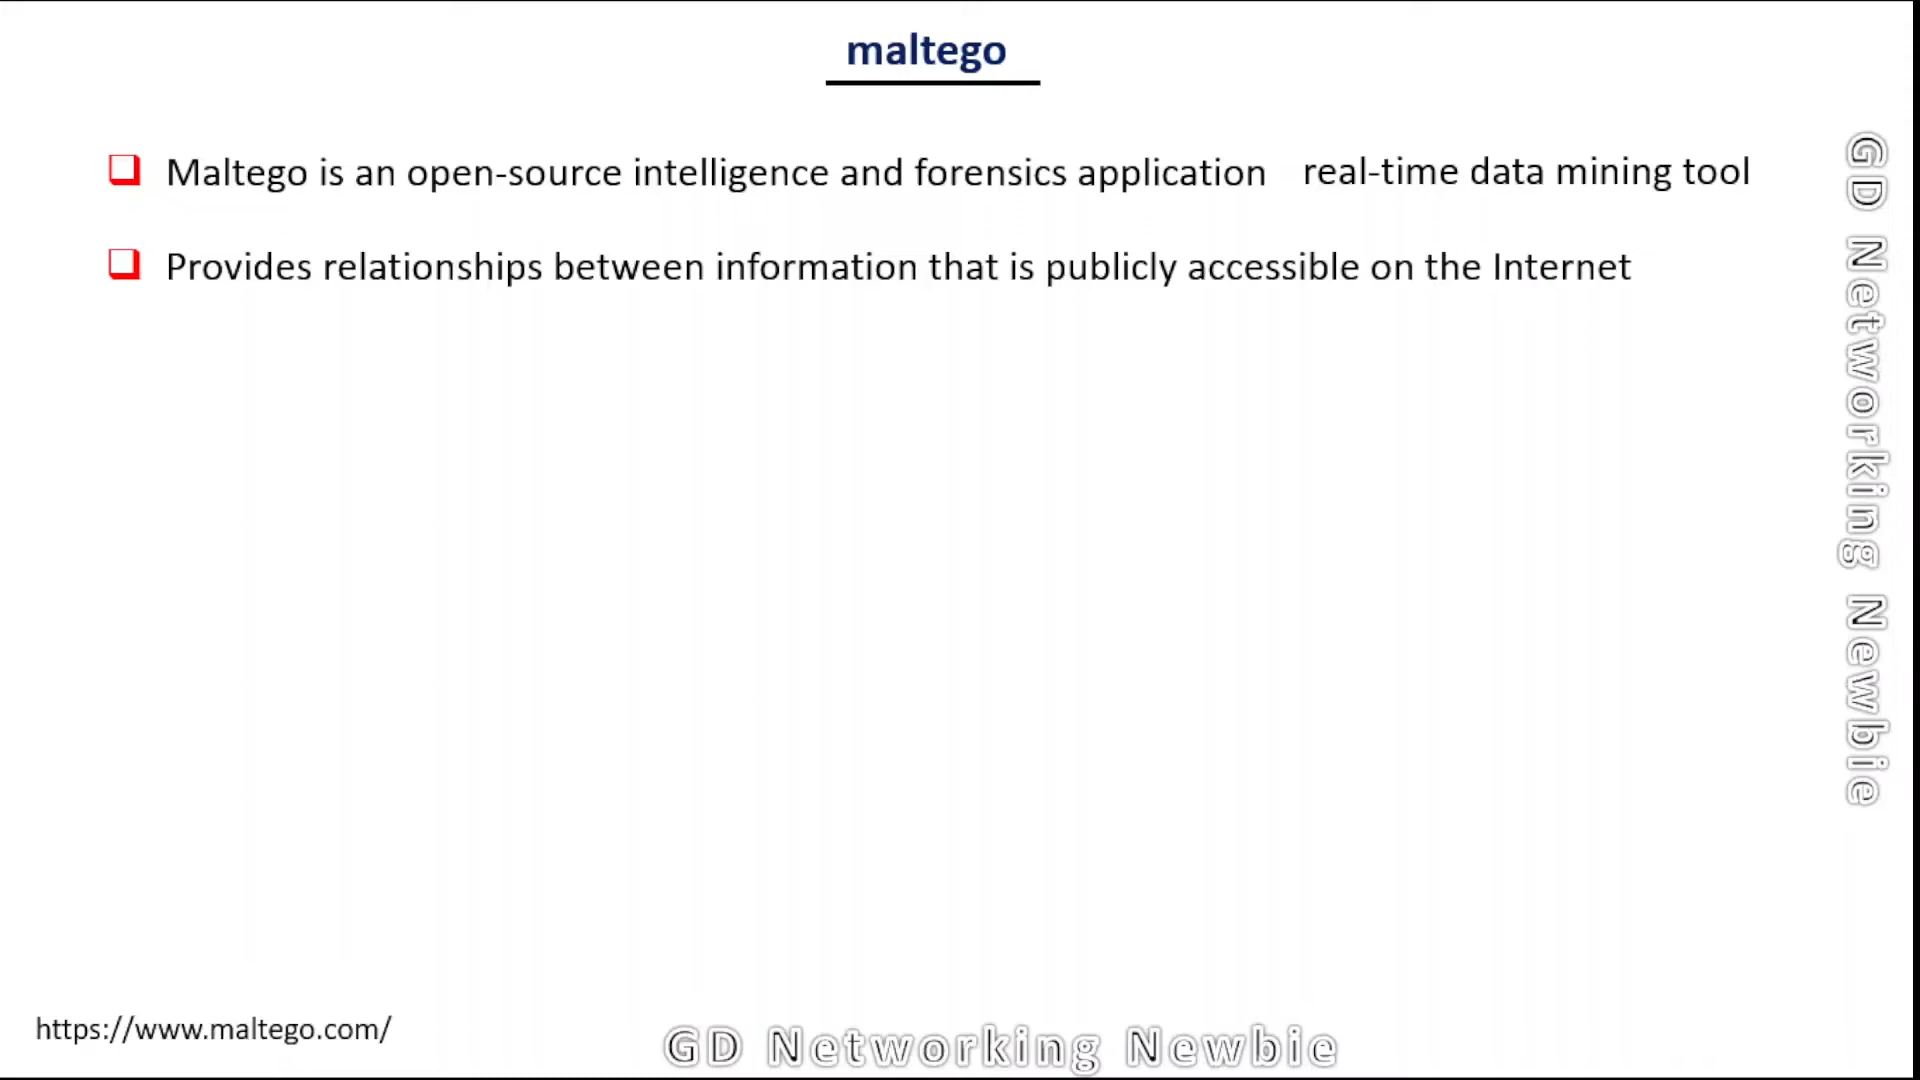 maltego
Maltego is an open-source intelligence and forensics application real-time data mining tool
Provides relationships between information that is publicly accessible on the Internet
GD Networking Newbie
https://www.maltego.com/
GD Networking Newbie